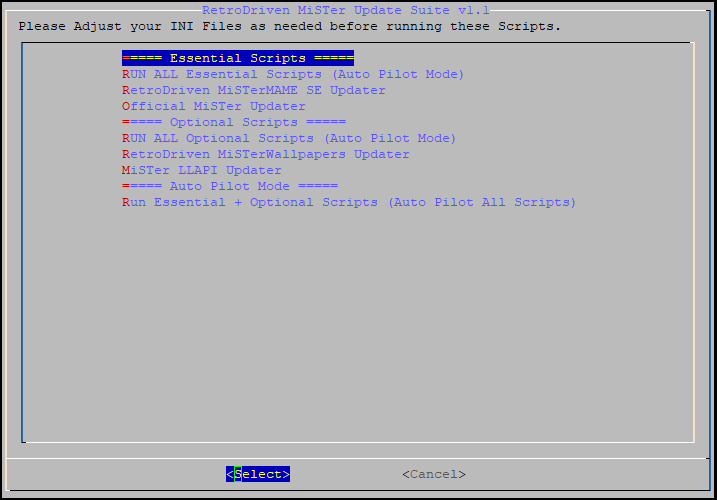 RetroDriven MiSTer Update Suite v1.1
Please Adjust your INI Files as needed before running these Scripts.
===== Essential Scripts =====
RUN ALL Essential Scripts (Auto Pilot Mode)
RetroDriven MiSTerMAME SE Updater
Official MiSTer Updater
===== Optional Scripts =====
RUN ALL Optional Scripts (Auto Pilot Mode)
RetroDriven MiSTerWallpapers Updater
MiSTer LLAPI Updater
===== Auto Pilot Mode =====
Run Essential + Optional Scripts (Auto Pilot All Scripts)
<Select> <Cancel>